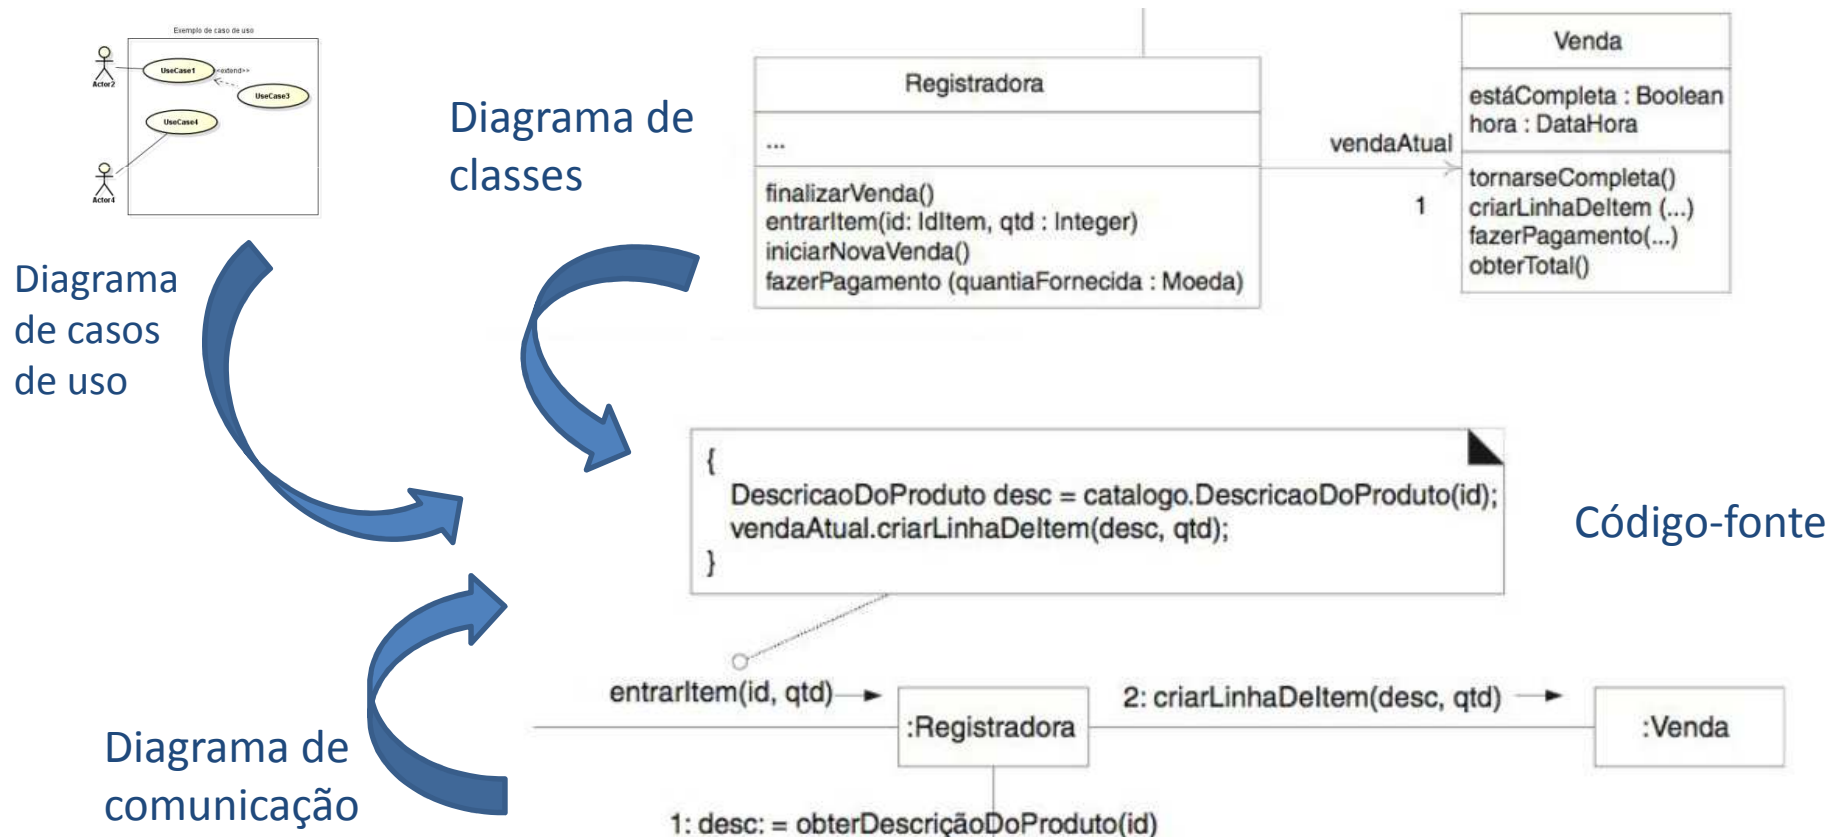 Exemplo de caso de uso
Actor2
UseCase1
<<extend>>
UseCase3
UseCase4
Actor4
Diagrama de
classes
Registradora
...
finalizarVenda()
entrarItem(id: IdItem, qtd : Integer)
iniciarNovaVenda()
fazerPagamento (quantiaFornecida : Moeda)
vendaAtual
1
Venda
estáCompleta : Boolean
hora : DataHora
tornarseCompleta()
criarLinhaDeItem (...)
fazerPagamento(...)
obterTotal()
Diagrama
de casos
de uso
{
DescricaoDoProduto desc = catalogo.DescricaoDoProduto(id);
vendaAtual.criarLinhaDeItem(desc, qtd);
}
Código-fonte
entrarItem(id, qtd)
:Registradora
2: criarLinhaDeItem(desc, qtd)
:Venda
Diagrama de
comunicação
1: desc: = obterDescriçãoDoProduto(id)